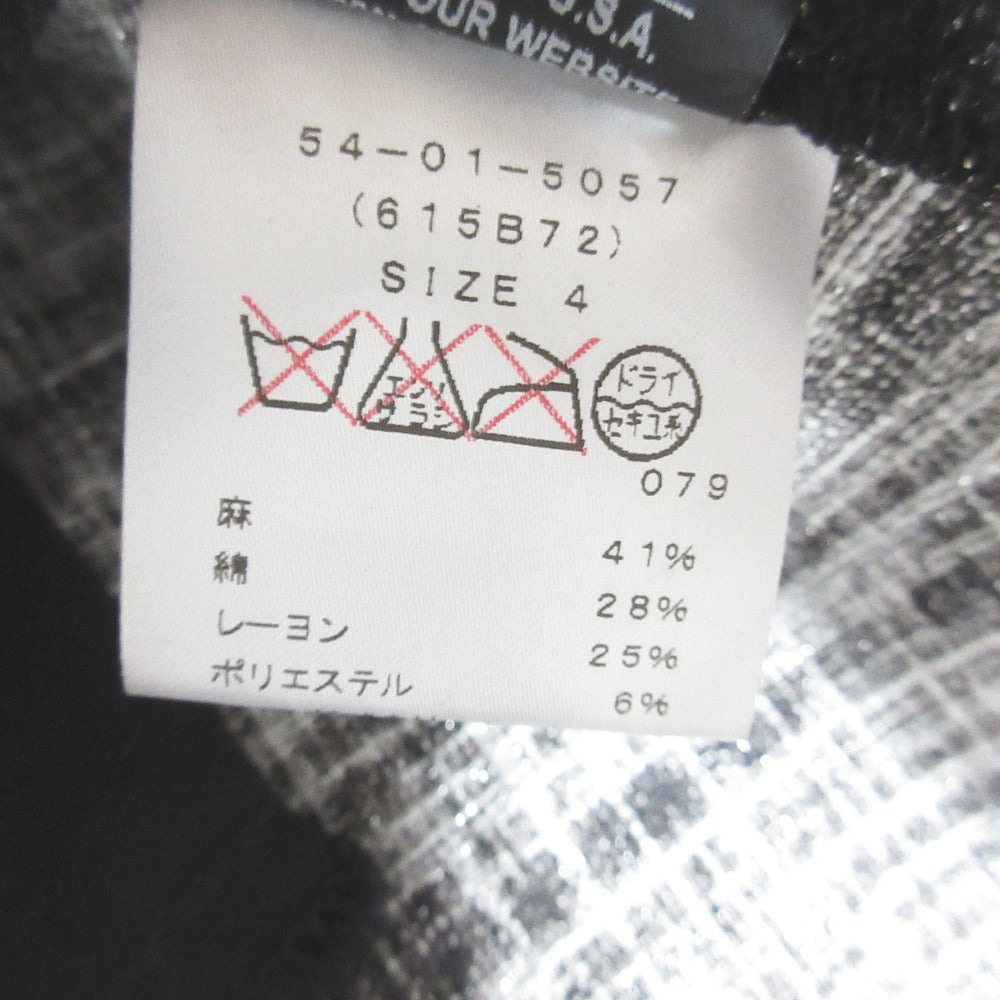 U.S.A.
OUR WEBSITE
54-01-5057
(615B72)
SIZE 4
エンソ
サラシ
ドライ
セキユ系
079
麻 41%
綿 28%
レーヨン 25%
ポリエステル 6%